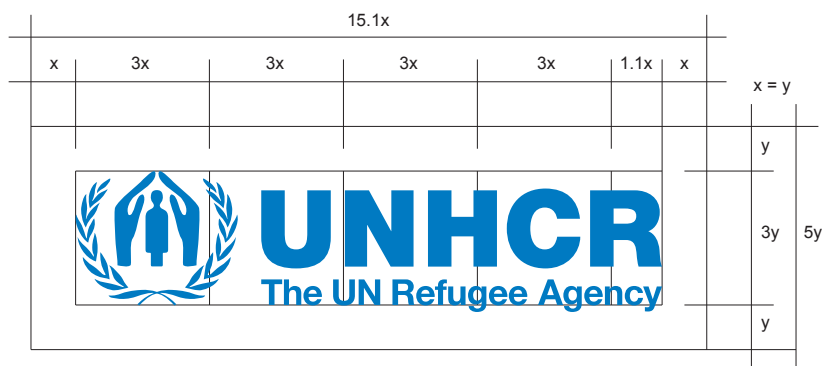 15.1x
x 3x 3x 3x 3x 1.1x x
x = y
y
3y 5y
y
UNHCR
The UN Refugee Agency